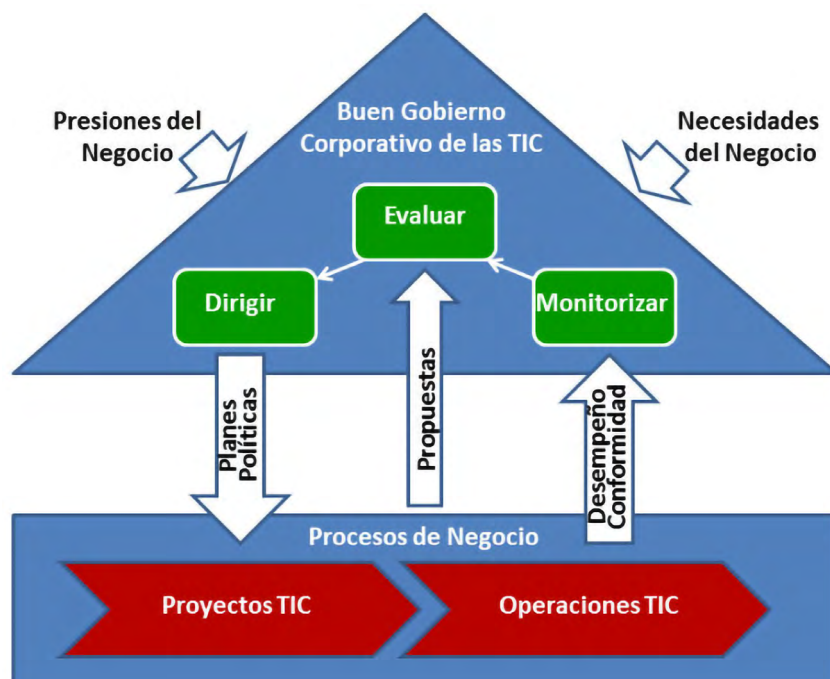 Buen Gobierno
Corporativo de las TIC
Presiones del
Negocio
Necesidades
del Negocio
Evaluar
Dirigir
Monitorizar
Planes
Políticas
Propuestas
Desempeño
Conformidad
Procesos de Negocio
Proyectos TIC
Operaciones TIC